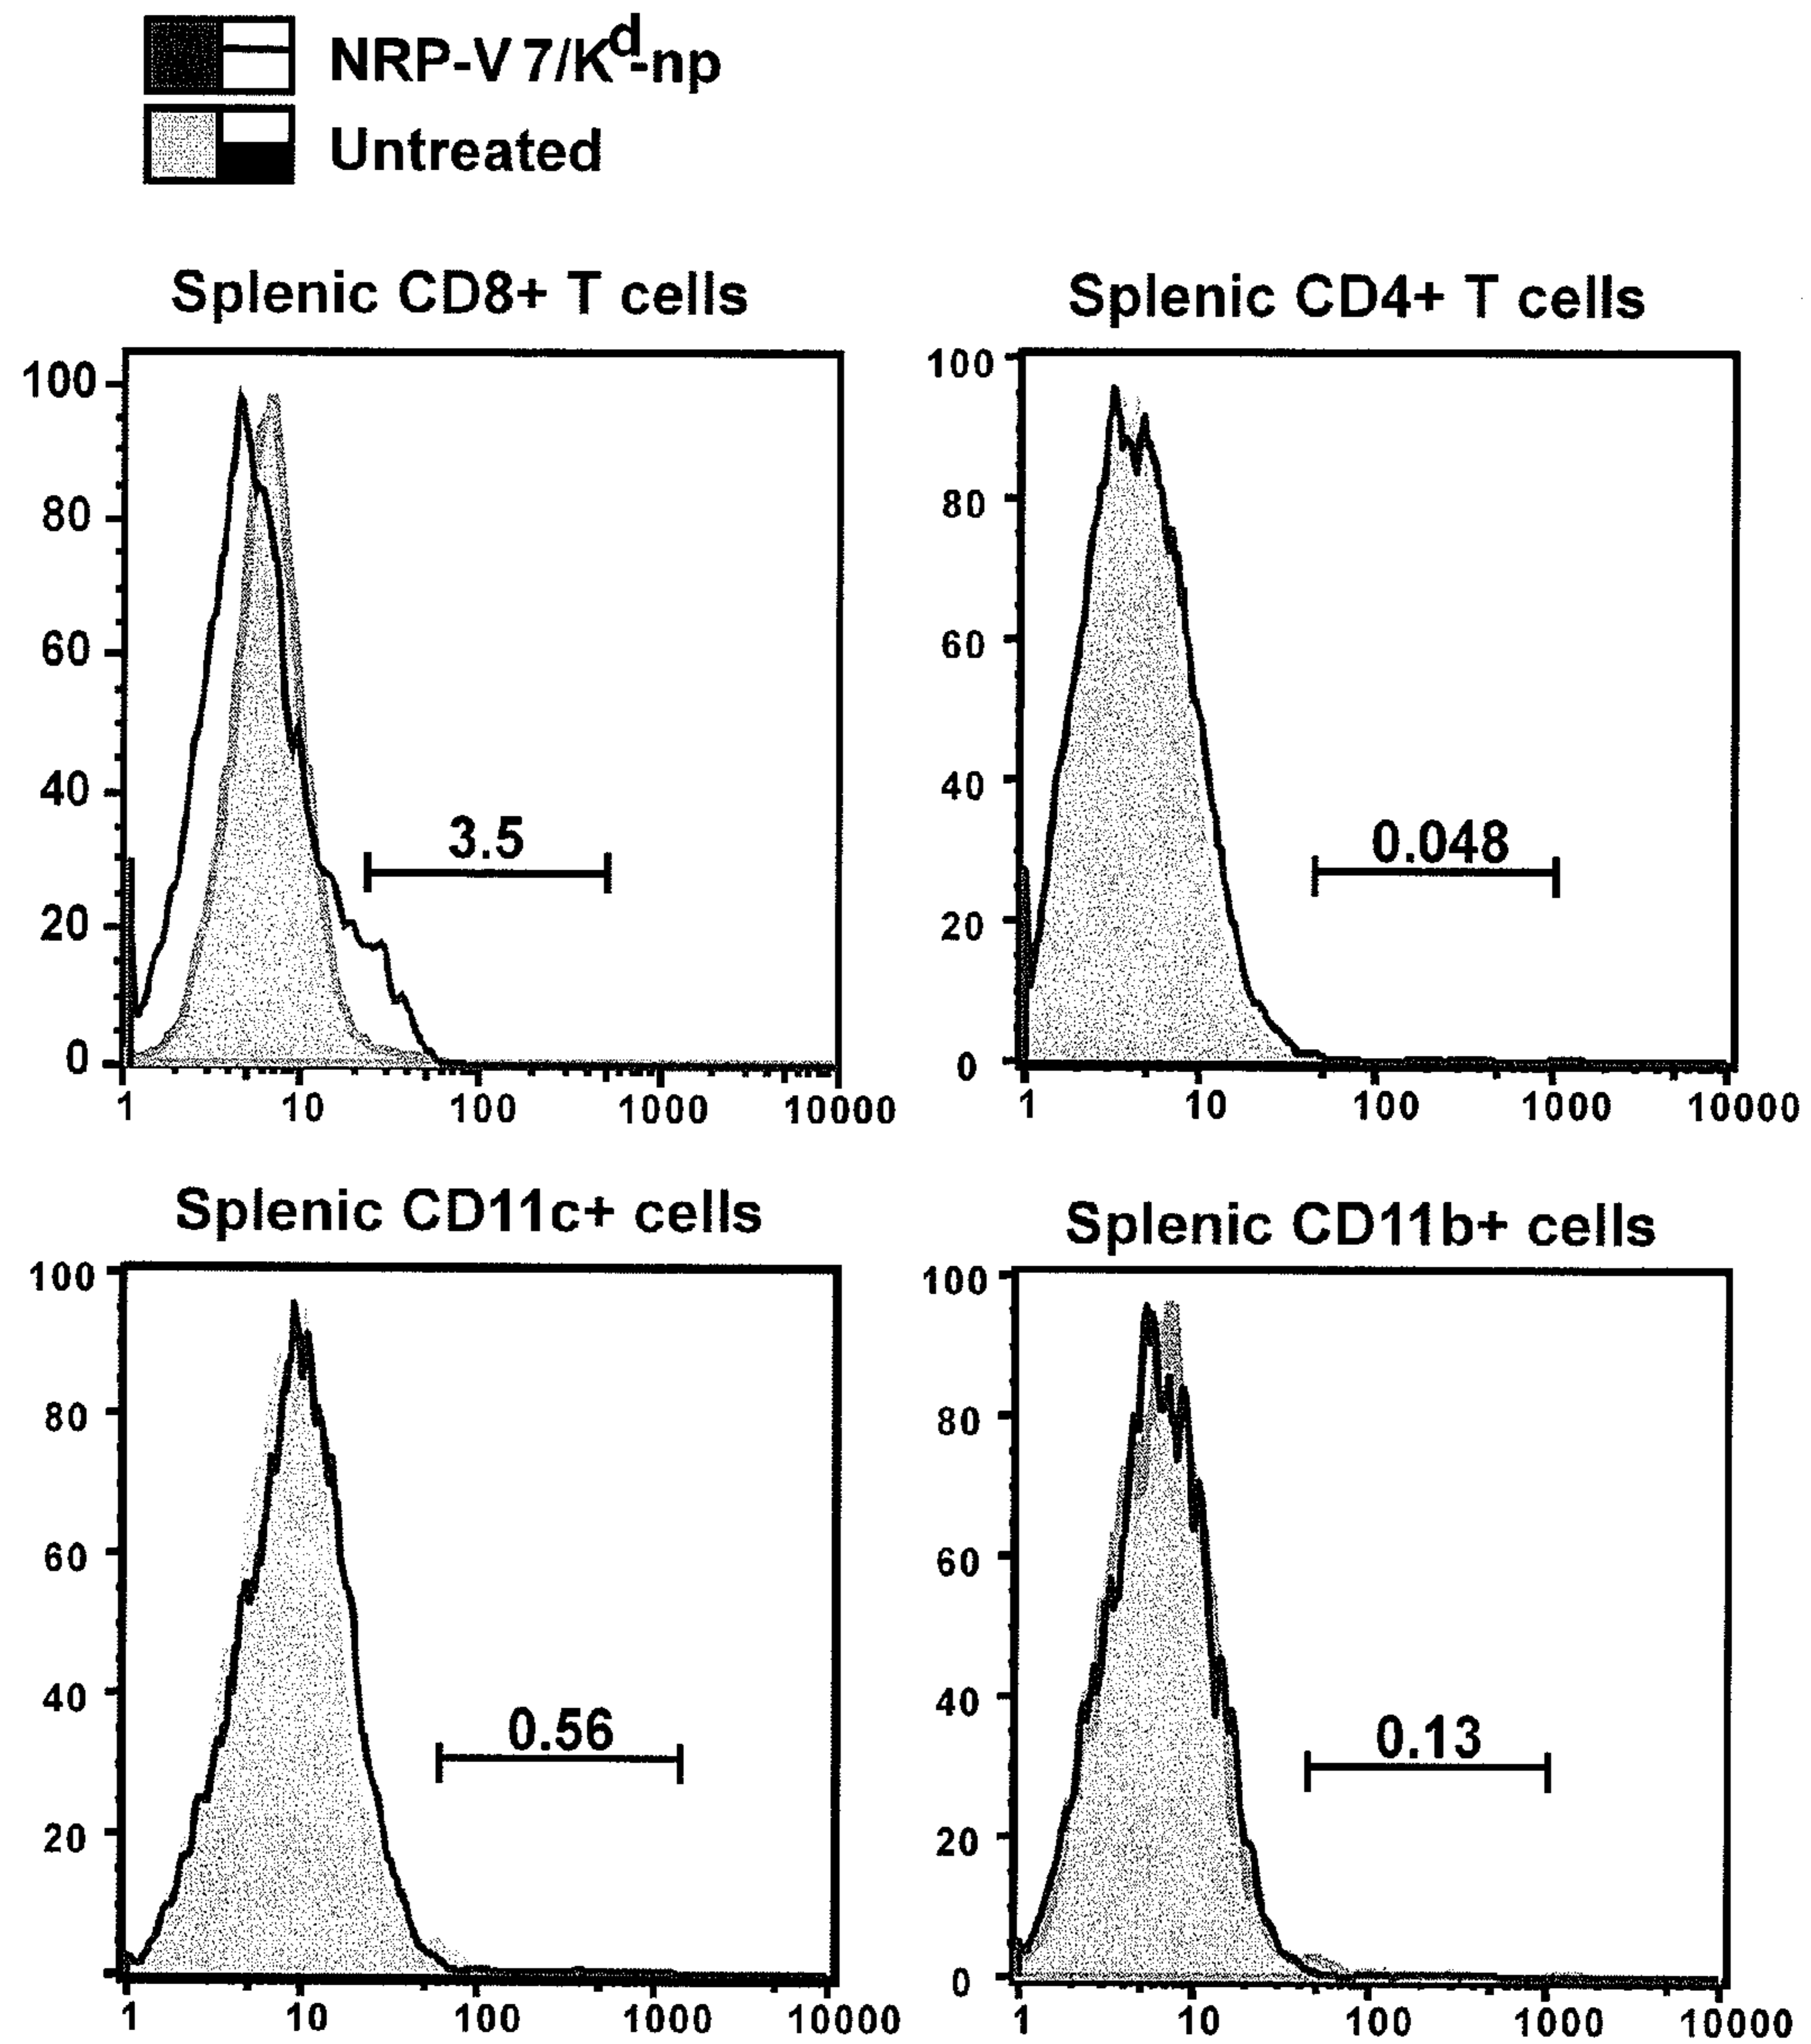 NRP-V 7/Kd-np
Untreated
Splenic CD8+ T cells
100
80
60
40
20
0
3.5
1 10 100 1000 10000
Splenic CD4+ T cells
100
80
60
40
20
0
0.048
1 10 100 1000 10000
Splenic CD11c+ cells
100
80
60
40
20
0.56
1 10 100 1000 10000
Splenic CD11b+ cells
100
80
60
40
20
0
0.13
1 10 100 1000 10000